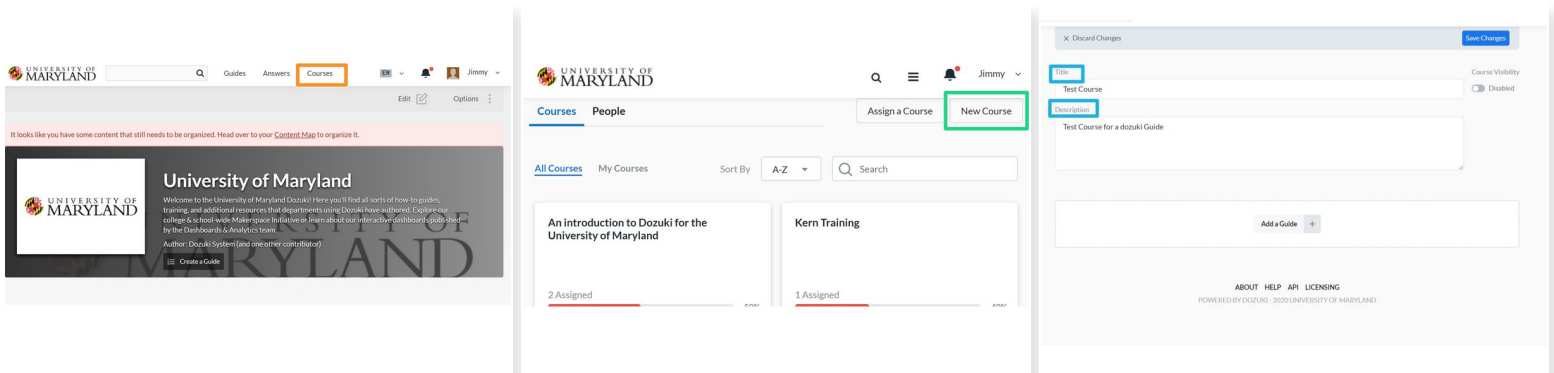 UNIVERSITY OF
MARYLAND
Guides
Answers
Courses
EN
Jimmy
Edit
Options
It looks like you have some content that still needs to be organized. Head over to your Content Map to organize it.
UNIVERSITY OF
MARYLAND
University of Maryland
Welcome to the University of Maryland Dozuki! Here you'll find all sorts of how-to guides,
training, and additional resources that departments using Dozuki have authored. Explore our
college & school-wide Makerspace Initiative or learn about our interactive dashboards published
by the Dashboards & Analytics team.
Author: Dozuki System (and one other contributor)
Create a Guide
UNIVERSITY OF
MARYLAND
Jimmy
Courses
People
Assign a Course
New Course
All Courses
My Courses
Sort By
A-Z
Search
An introduction to Dozuki for the
University of Maryland
2 Assigned
50%
Kern Training
1 Assigned
40%
X Discard Changes
Save Changes
Title
Test Course
Course Visibility
Disabled
Description
Test Course for a dozuki Guide
Add a Guide +
ABOUT HELP API LICENSING
POWERED BY DOZUKI - 2020 UNIVERSITY OF MARYLAND